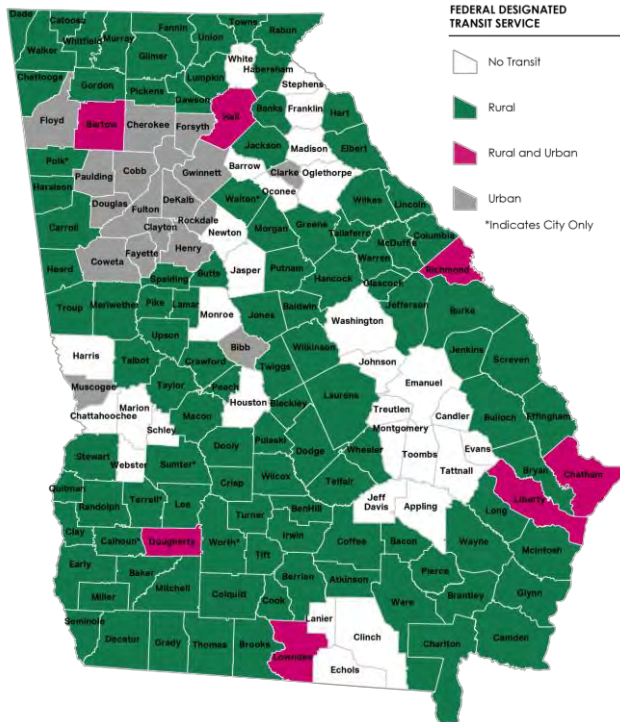 FEDERAL DESIGNATED
TRANSIT SERVICE
No Transit
Rural
Rural and Urban
Urban
*Indicates City Only
Dade
Catoosa
Fannin
Towns
Rabun
Walker
Whitfield
Murray
Union
Gilmer
White
Habersham
Lumpkin
Stephens
Chattooga
Gordon
Pickens
Dawson
Hall
Banks
Franklin
Hart
Floyd
Bartow
Cherokee
Forsyth
Jackson
Madison
Elbert
Polk*
Paulding
Cobb
Gwinnett
Barrow
Clarke
Oglethorpe
Oconee
Haralson
Douglas
Fulton
DeKalb
Walton*
Wilkes
Lincoln
Carroll
Clayton
Rockdale
Newton
Morgan
Greene
Taliaferro
McDuffie
Columbia
Fayette
Henry
Warren
Richmond
Heard
Coweta
Spalding
Butts
Jasper
Putnam
Hancock
Glascock
Troup
Meriwether
Pike
Lamar
Monroe
Jones
Baldwin
Washington
Jefferson
Burke
Upson
Bibb
Wilkinson
Jenkins
Screven
Harris
Talbot
Crawford
Twiggs
Johnson
Emanuel
Muscogee
Taylor
Peach
Houston
Bleckley
Laurens
Treutlen
Candler
Bulloch
Effingham
Chattahoochee
Marion
Macon
Montgomery
Schley
Pulaski
Wheeler
Toombs
Evans
Bryan
Chatham
Stewart
Webster
Sumter*
Dooly
Dodge
Tattnall
Liberty
Quitman
Crisp
Wilcox
Telfair
Randolph
Terrell*
Lee
Jeff
Davis
Appling
Long
Turner
BenHill
Clay
Calhoun*
Dougherty
Worth*
Irwin
Coffee
Bacon
Wayne
McIntosh
Tift
Early
Baker
Pierce
Miller
Mitchell
Colquid
Berrien
Atkinson
Cook
Ware
Brantley
Glynn
Seminole
Lanier
Clinch
Decatur
Grady
Thomas
Brooks
Lowndes
Echols
Charlton
Camden